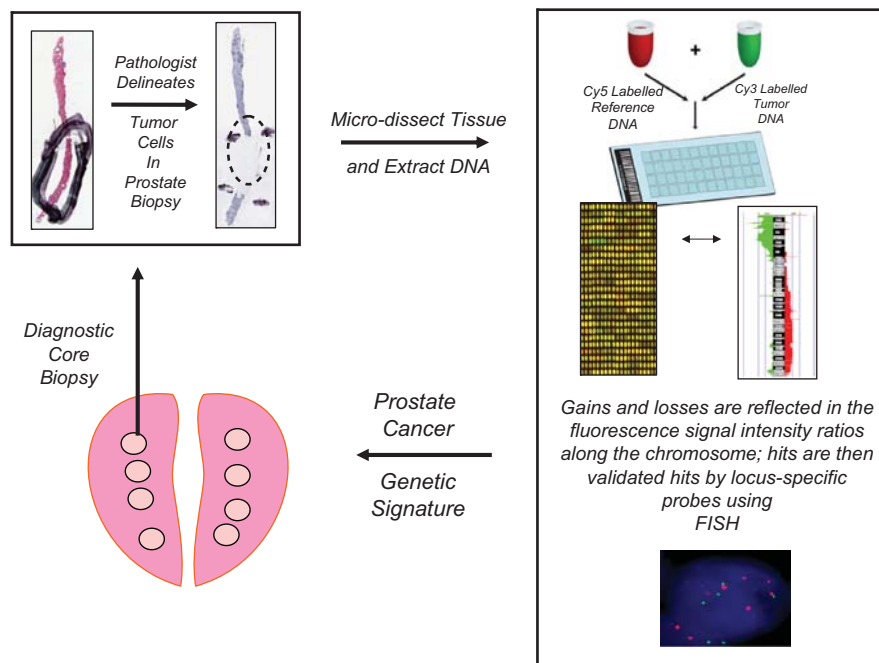 Pathologist
Delineates
Tumor
Cells
In
Prostate
Biopsy
Micro-dissect Tissue
and Extract DNA
+
Cy5 Labelled
Reference
DNA
Cy3 Labelled
Tumor
DNA
Gains and losses are reflected in the
fluorescence signal intensity ratios
along the chromosome; hits are then
validated hits by locus-specific
probes using
FISH
Prostate
Cancer
Genetic
Signature
Diagnostic
Core
Biopsy